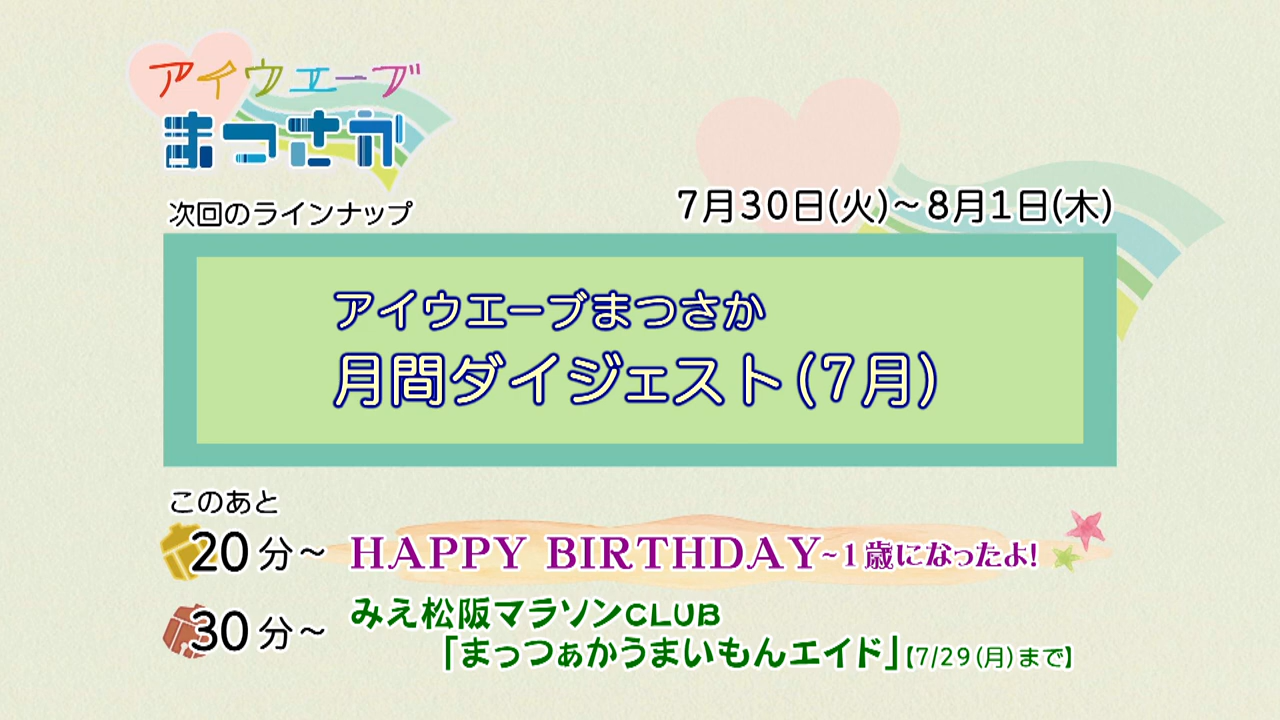 アイウエーブ
まつさか
次回のラインナップ
7月30日(火)~8月1日(木)
アイウエーブまつさか
月間ダイジェスト(7月)
このあと
20分~ HAPPY BIRTHDAY~1歳になったよ!
30分~ みえ松阪マラソンCLUB
「まっつぁかうまいもんエイド」【7/29(月)まで】